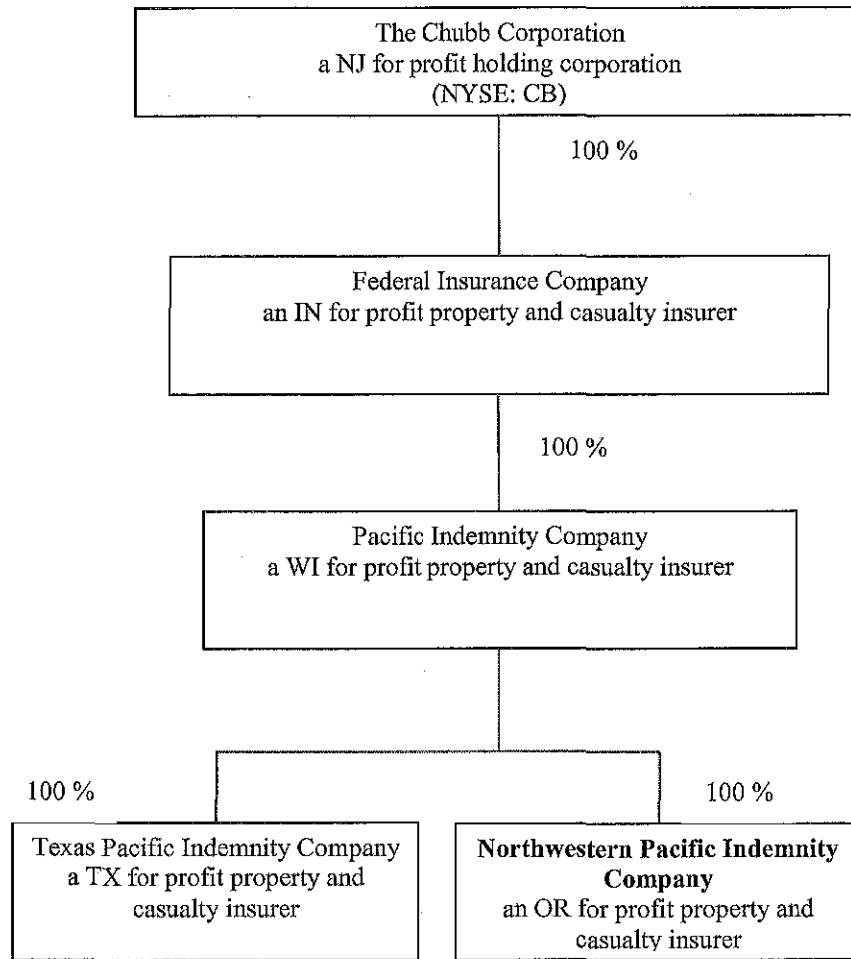 The Chubb Corporation
a NJ for profit holding corporation
(NYSE: CB)
100 %
Federal Insurance Company
an IN for profit property and casualty insurer
100 %
Pacific Indemnity Company
a WI for profit property and casualty insurer
100 %
100 %
Texas Pacific Indemnity Company
a TX for profit property and
casualty insurer
Northwestern Pacific Indemnity
Company
an OR for profit property and
casualty insurer